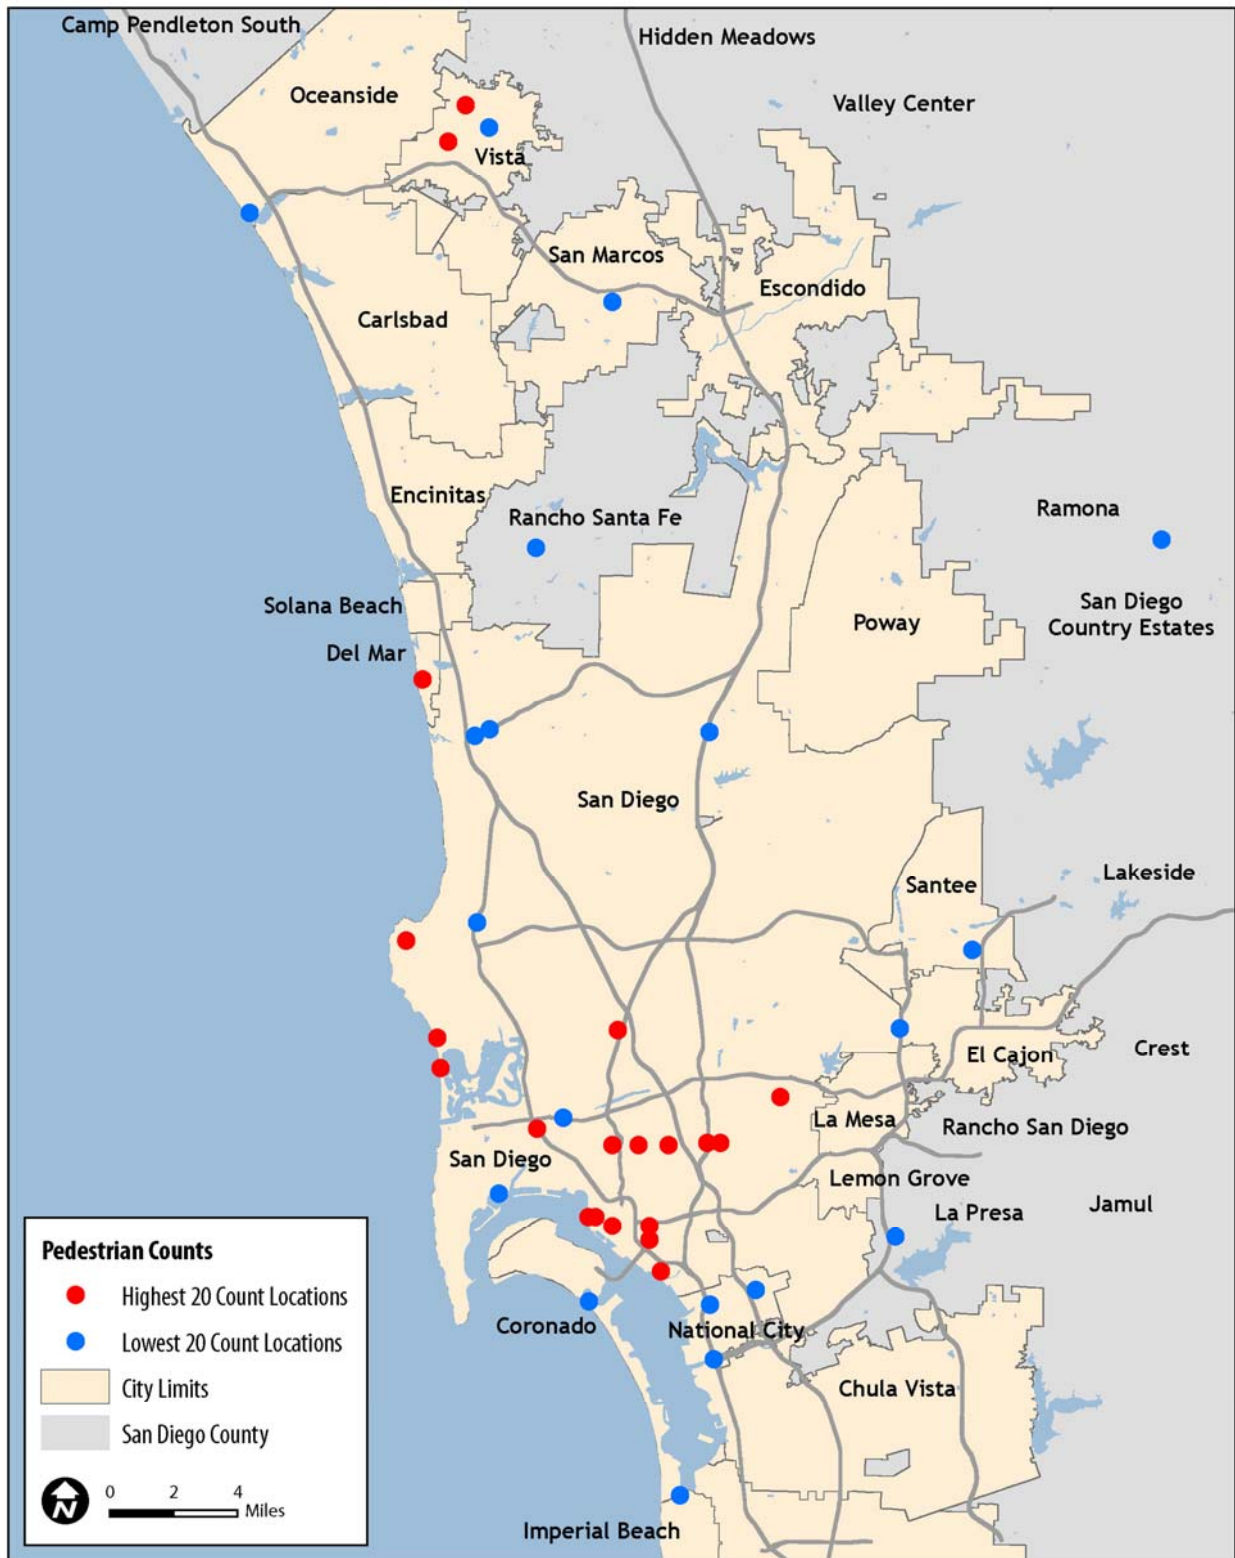 Camp Pendleton South
Hidden Meadows
Oceanside
Valley Center
Vista
San Marcos
Escondido
Carlsbad
Encinitas
Rancho Santa Fe
Ramona
Solana Beach
San Diego
Country Estates
Poway
Del Mar
San Diego
Lakeside
Santee
Crest
El Cajon
La Mesa
Rancho San Diego
San Diego
Lemon Grove
Jamul
La Presa
Coronado
National City
Chula Vista
Imperial Beach
Pedestrian Counts
Highest 20 Count Locations
Lowest 20 Count Locations
City Limits
San Diego County
N
0 2 4
Miles